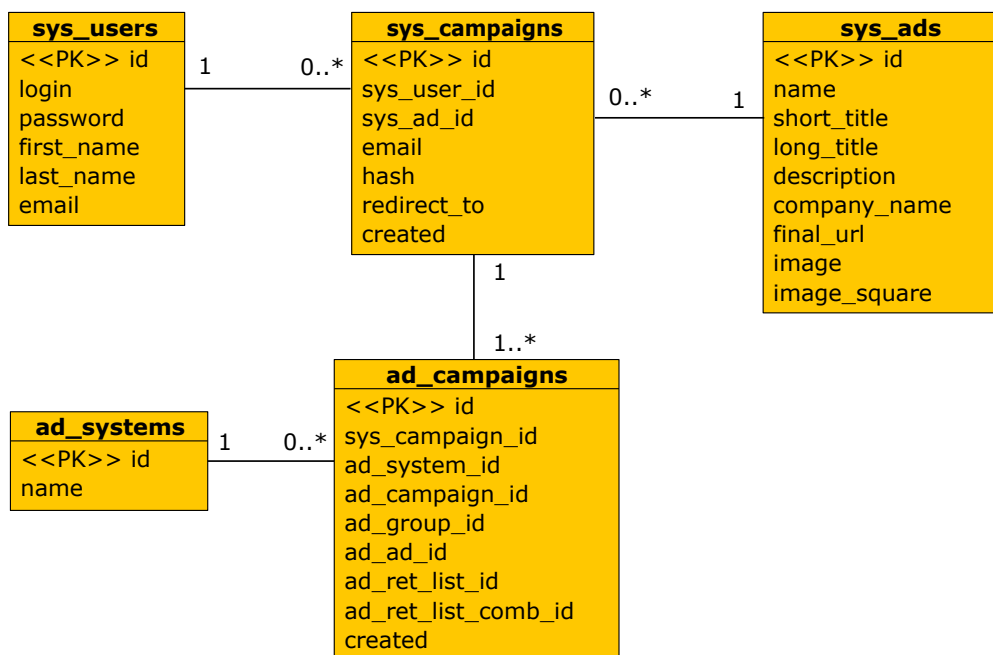 sys_users
<<PK>> id
login
password
first_name
last_name
email
1
0..*
sys_campaigns
<<PK>> id
sys_user_id
sys_ad_id
email
hash
redirect_to
created
0..*
1
sys_ads
<<PK>> id
name
short_title
long_title
description
company_name
final_url
image
image_square
1
1..*
ad_systems
<<PK>> id
name
1
0..*
ad_campaigns
<<PK>> id
sys_campaign_id
ad_system_id
ad_campaign_id
ad_group_id
ad_ad_id
ad_ret_list_id
ad_ret_list_comb_id
created